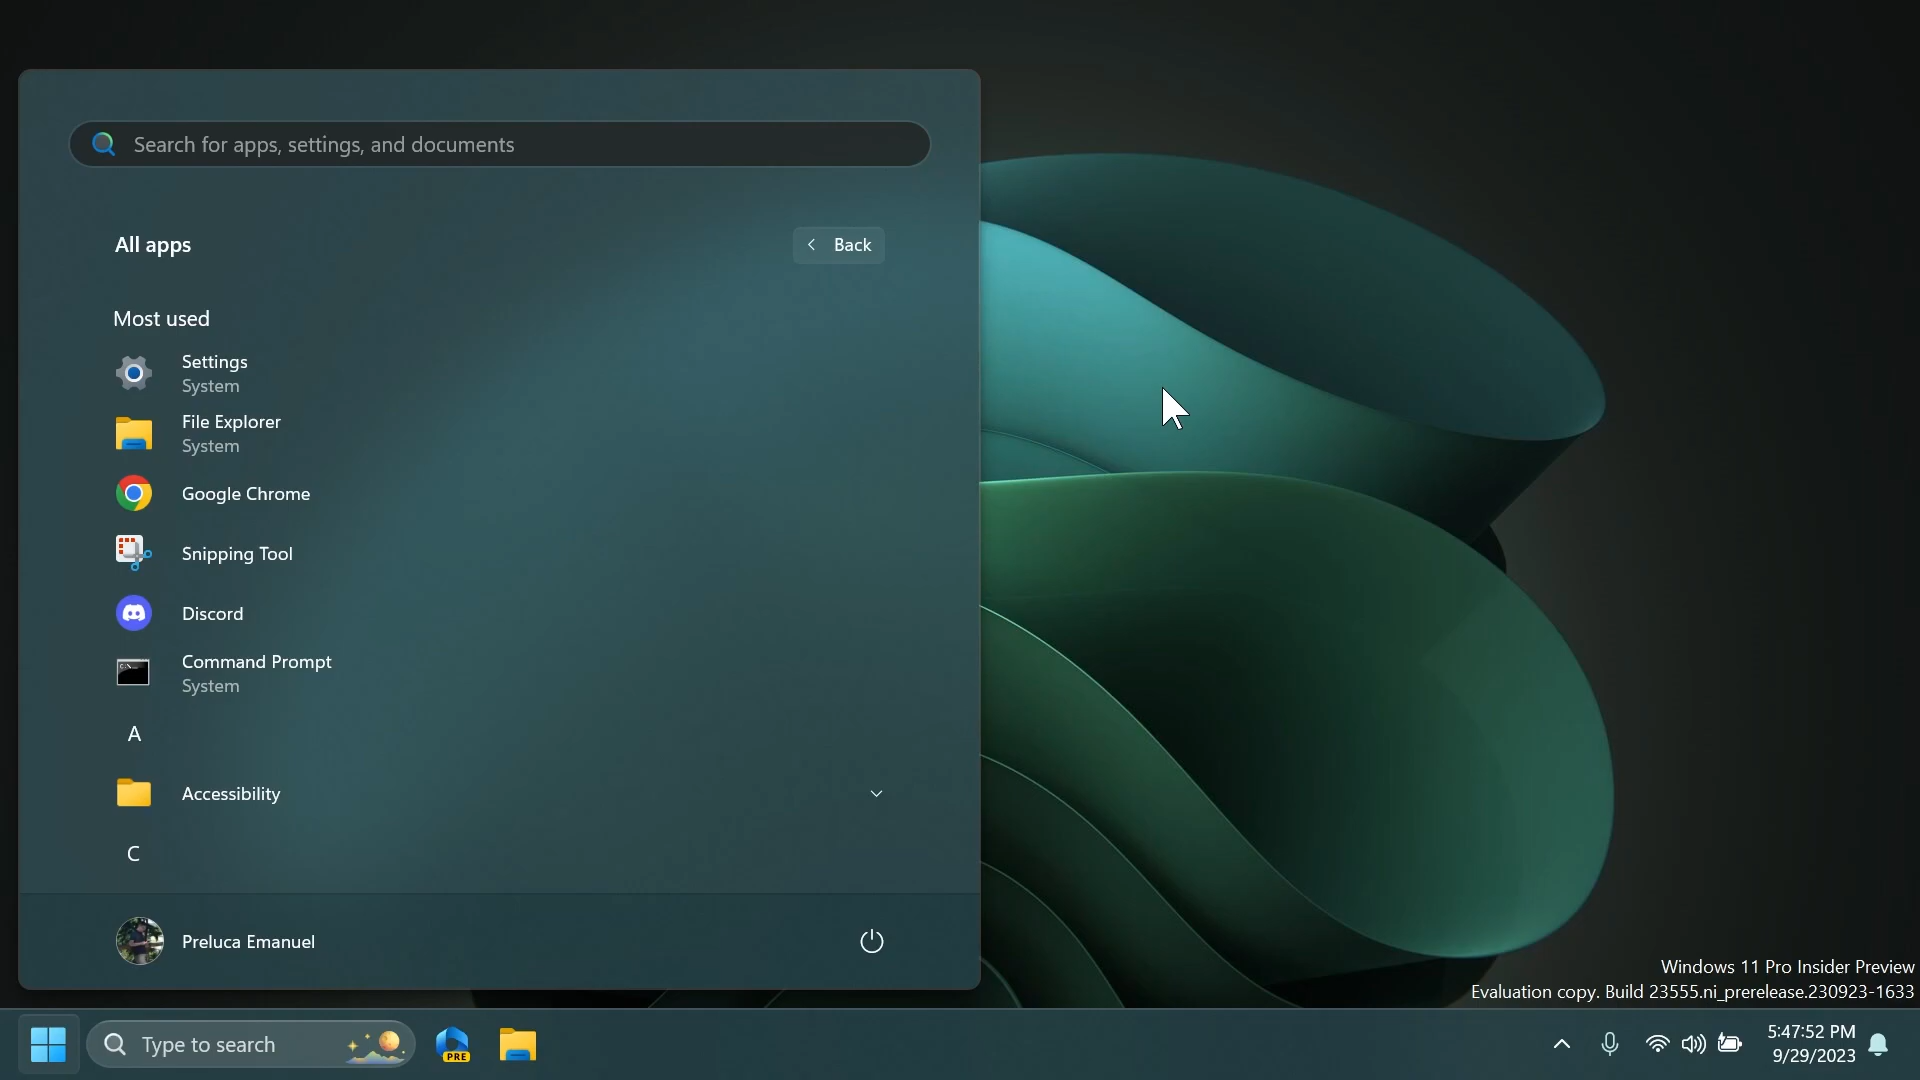 Search for apps, settings, and documents
All apps
Back
Most used
Settings
System
File Explorer
System
Google Chrome
Snipping Tool
Discord
Command Prompt
System
A
Accessibility
C
Preluca Emanuel
Windows 11 Pro Insider Preview
Evaluation copy. Build 23555.ni_prerelease.230923-1633
Type to search
PRE
5:47:52 PM
9/29/2023